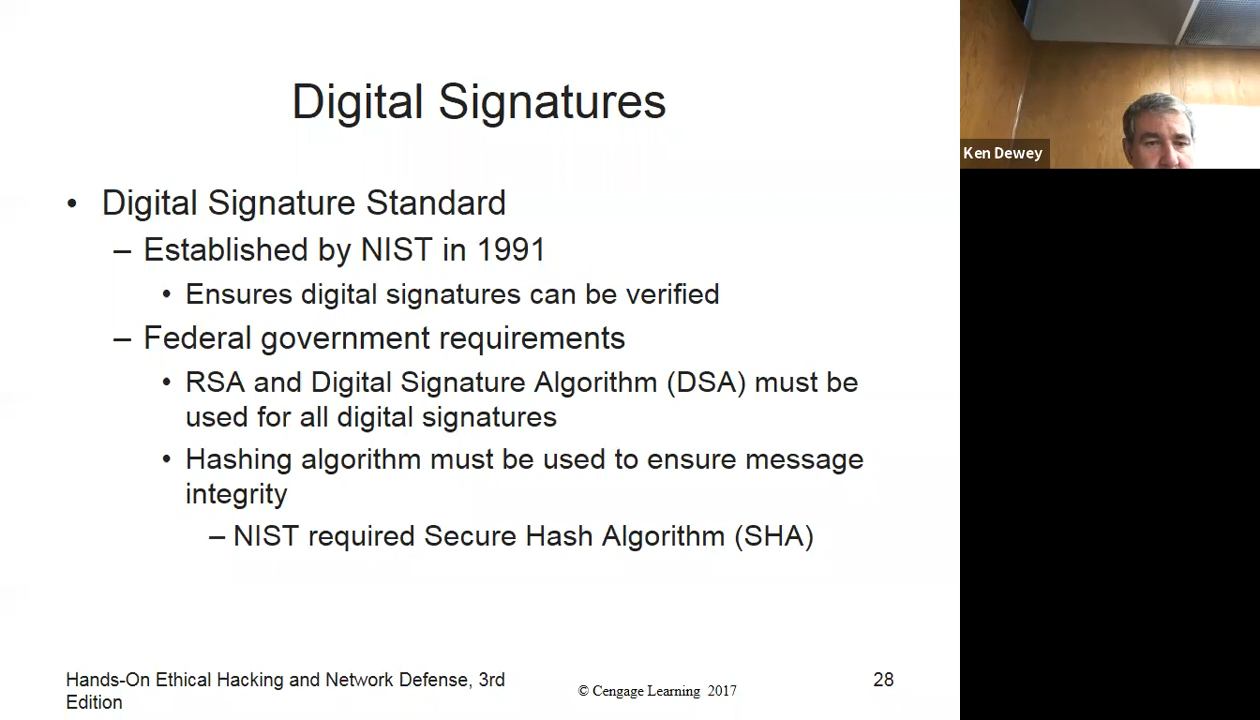 Digital Signatures
• Digital Signature Standard
– Established by NIST in 1991
• Ensures digital signatures can be verified
– Federal government requirements
• RSA and Digital Signature Algorithm (DSA) must be
used for all digital signatures
• Hashing algorithm must be used to ensure message
integrity
– NIST required Secure Hash Algorithm (SHA)
Hands-On Ethical Hacking and Network Defense, 3rd
Edition
© Cengage Learning 2017
28
Ken Dewey